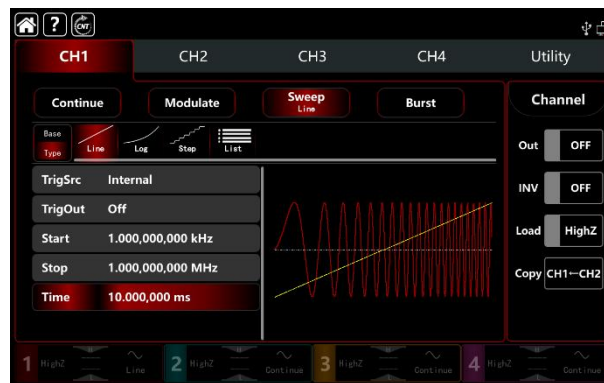 ? CNT
CH1 CH2 CH3 CH4 Utility
Continue Modulate Sweep Burst Channel
Line
Base
Type Line Log Step List
Out OFF
TrigSrc Internal
INV OFF
TrigOut Off
Load HighZ
Start 1.000,000,000 kHz
Stop 1.000,000,000 MHz
Copy CH1←CH2
Time 10.000,000 ms
1 HighZ Line 2 HighZ Continue 3 HighZ Continue 4 HighZ Continue